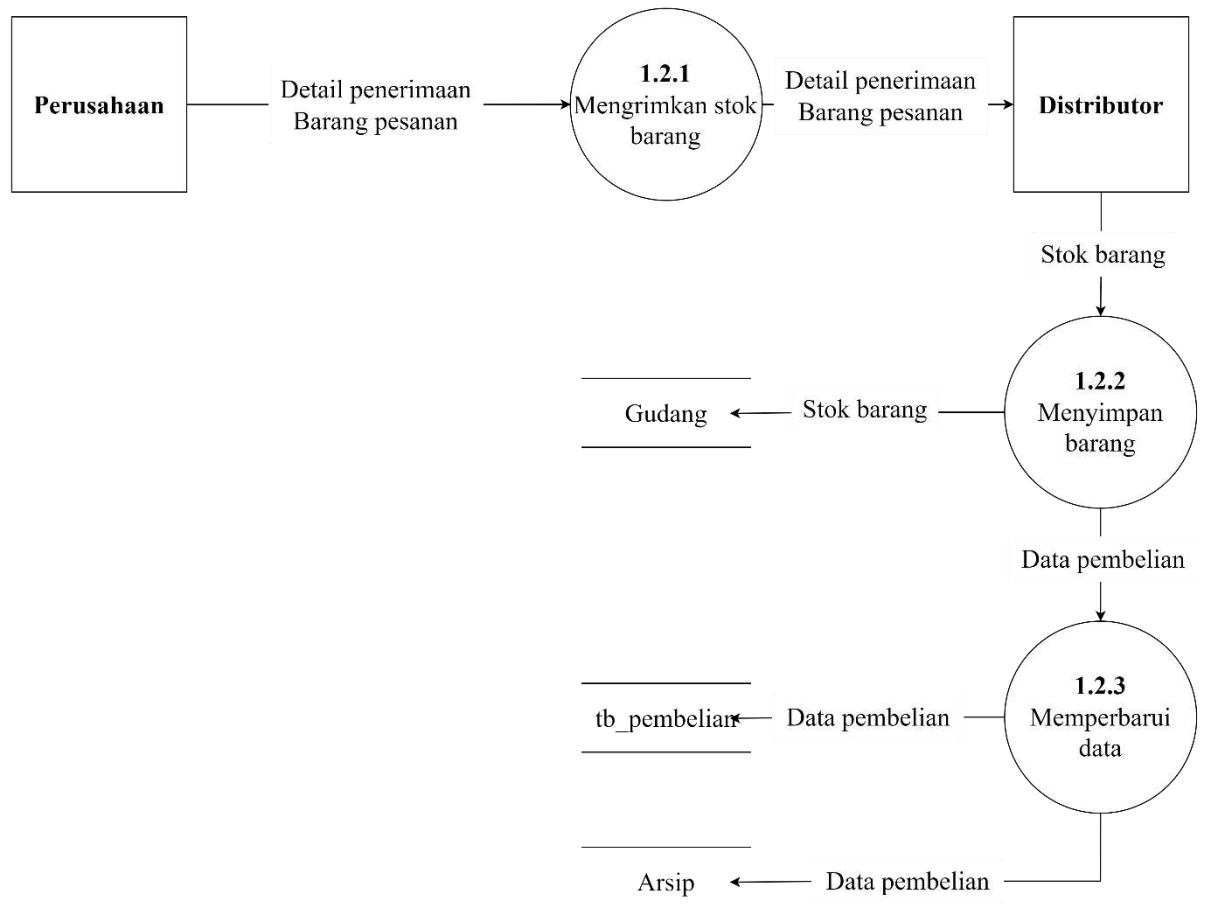 Perusahaan
Detail penerimaan
Barang pesanan
1.2.1
Mengrimkan stok
barang
Detail penerimaan
Barang pesanan
Distributor
Stok barang
1.2.2
Menyimpan
barang
Stok barang
Gudang
Data pembelian
1.2.3
Memperbarui
data
Data pembelian
tb_pembelian
Data pembelian
Arsip